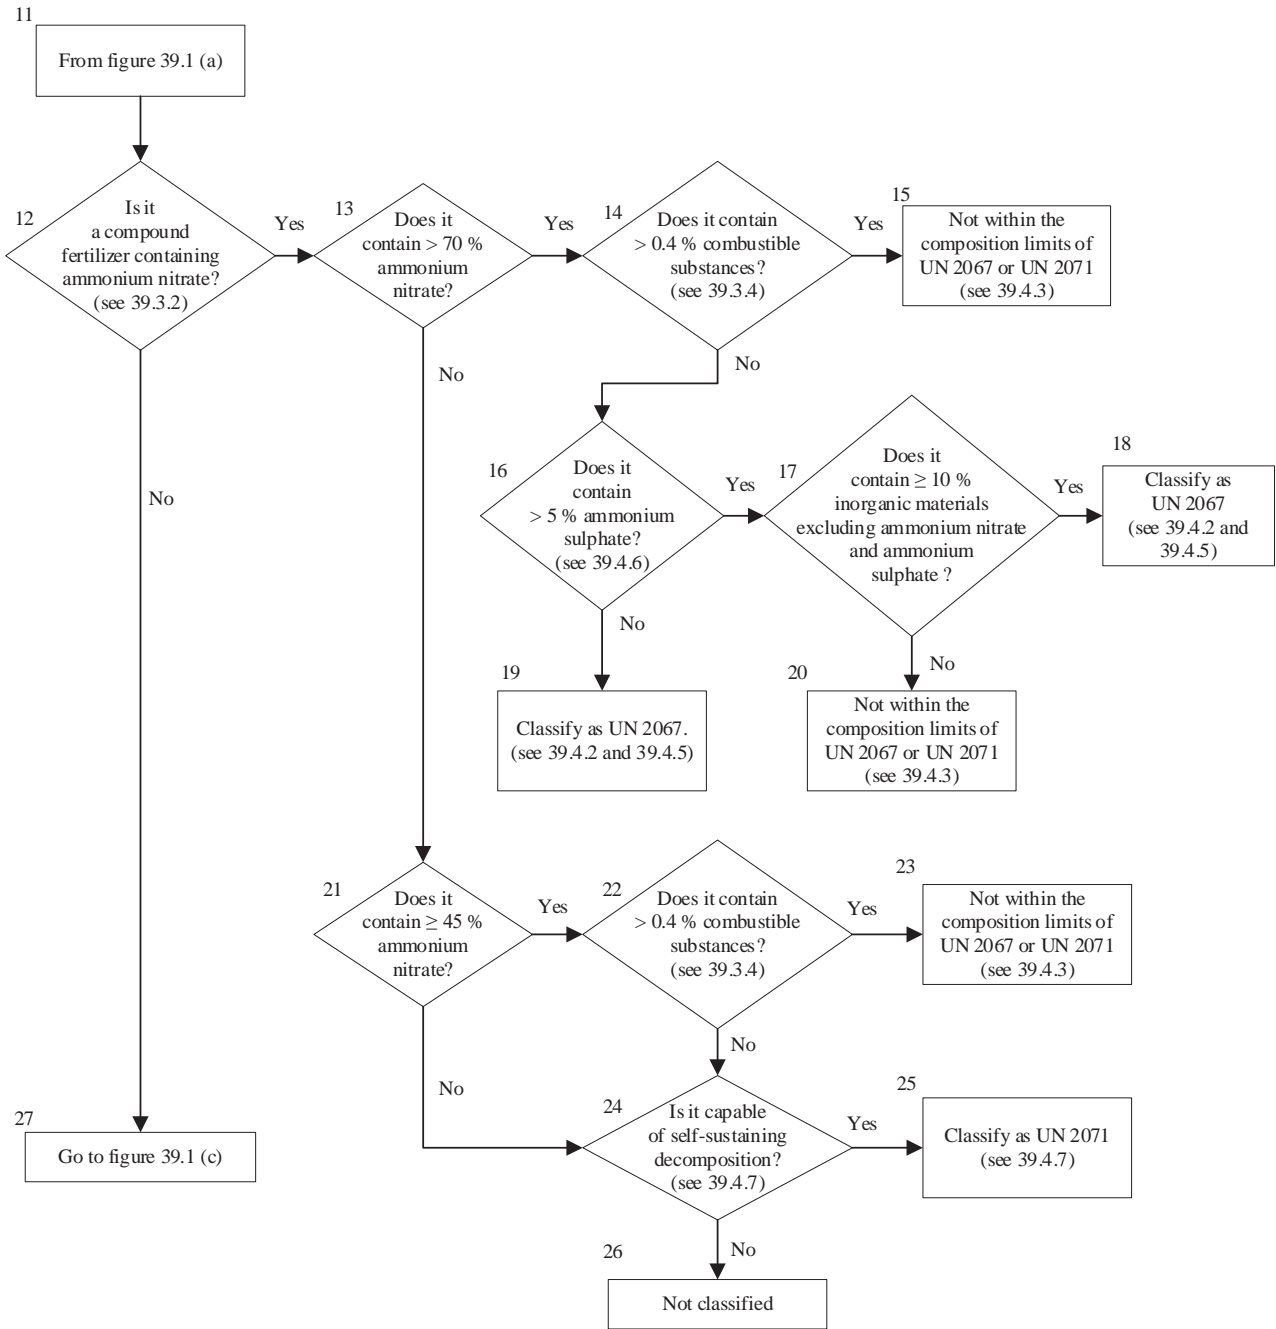 11
From figure 39.1 (a)
12
Is it
a compound
fertilizer containing
ammonium nitrate?
(see 39.3.2)
Yes
13
Does it
contain > 70 %
ammonium
nitrate?
Yes
14
Does it contain
> 0.4 % combustible
substances?
(see 39.3.4)
Yes
15
Not within the
composition limits of
UN 2067 or UN 2071
(see 39.4.3)
No
No
No
16
Does it
contain
> 5 % ammonium
sulphate?
(see 39.4.6)
Yes
17
Does it
contain ≥ 10 %
inorganic materials
excluding ammonium nitrate
and ammonium
sulphate ?
Yes
18
Classify as
UN 2067
(see 39.4.2 and
39.4.5)
No
No
19
Classify as UN 2067.
(see 39.4.2 and 39.4.5)
20
Not within the
composition limits of
UN 2067 or UN 2071
(see 39.4.3)
21
Does it
contain ≥ 45 %
ammonium
nitrate?
Yes
22
Does it contain
> 0.4 % combustible
substances?
(see 39.3.4)
Yes
23
Not within the
composition limits of
UN 2067 or UN 2071
(see 39.4.3)
No
No
24
Is it capable
of self-sustaining
decomposition?
(see 39.4.7)
Yes
25
Classify as UN 2071
(see 39.4.7)
27
Go to figure 39.1 (c)
No
26
Not classified